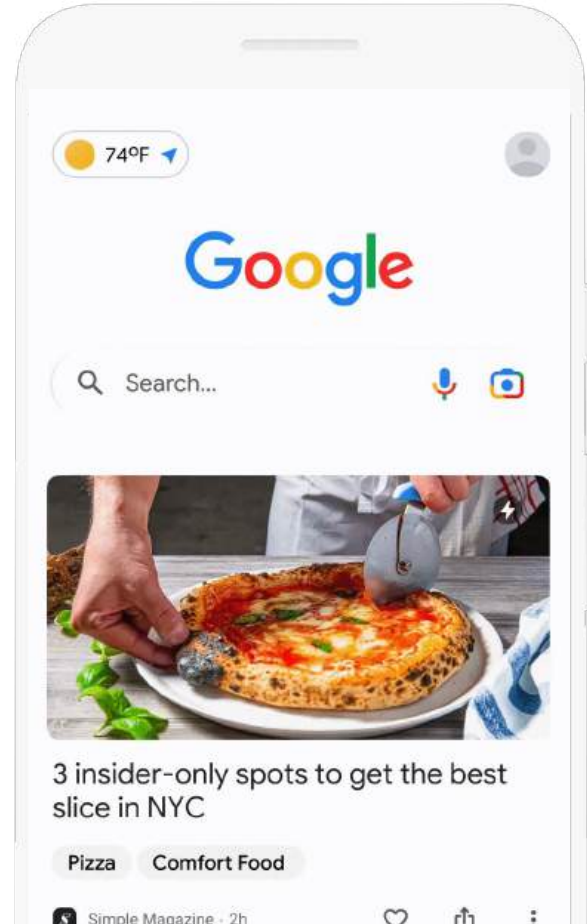 74ºF
Google
Search...
3 insider-only spots to get the best
slice in NYC
Pizza Comfort Food
S Simple Magazine · 2h